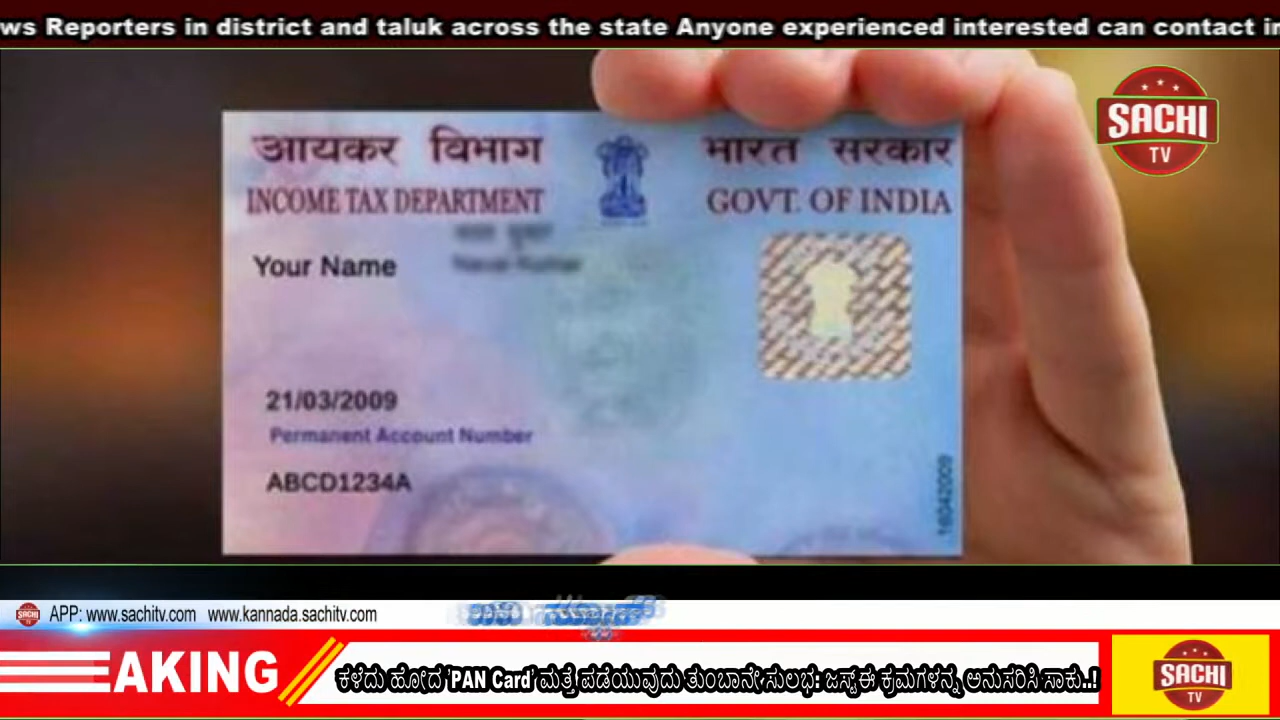 ws Reporters in district and taluk across the state Anyone experienced interested can contact in
SACHI
TV
आयकर विभाग
भारत सरकार
INCOME TAX DEPARTMENT
GOVT. OF INDIA
Your Name
21/03/2009
Permanent Account Number
ABCD1234A
16042009
APP: www.sachitv.com www.kannada.sachitv.com
AKING
ಕಳೆದು ಹೋದ 'PAN Card' ಮತ್ತೆ ಪಡೆಯುವುದು ತುಂಬಾನೇ ಸುಲಭ: ಜಸ್ಟ್ ಈ ಕ್ರಮಗಳನ್ನ ಅನುಸರಿಸಿ ಸಾಕು..!
SACHI
TV